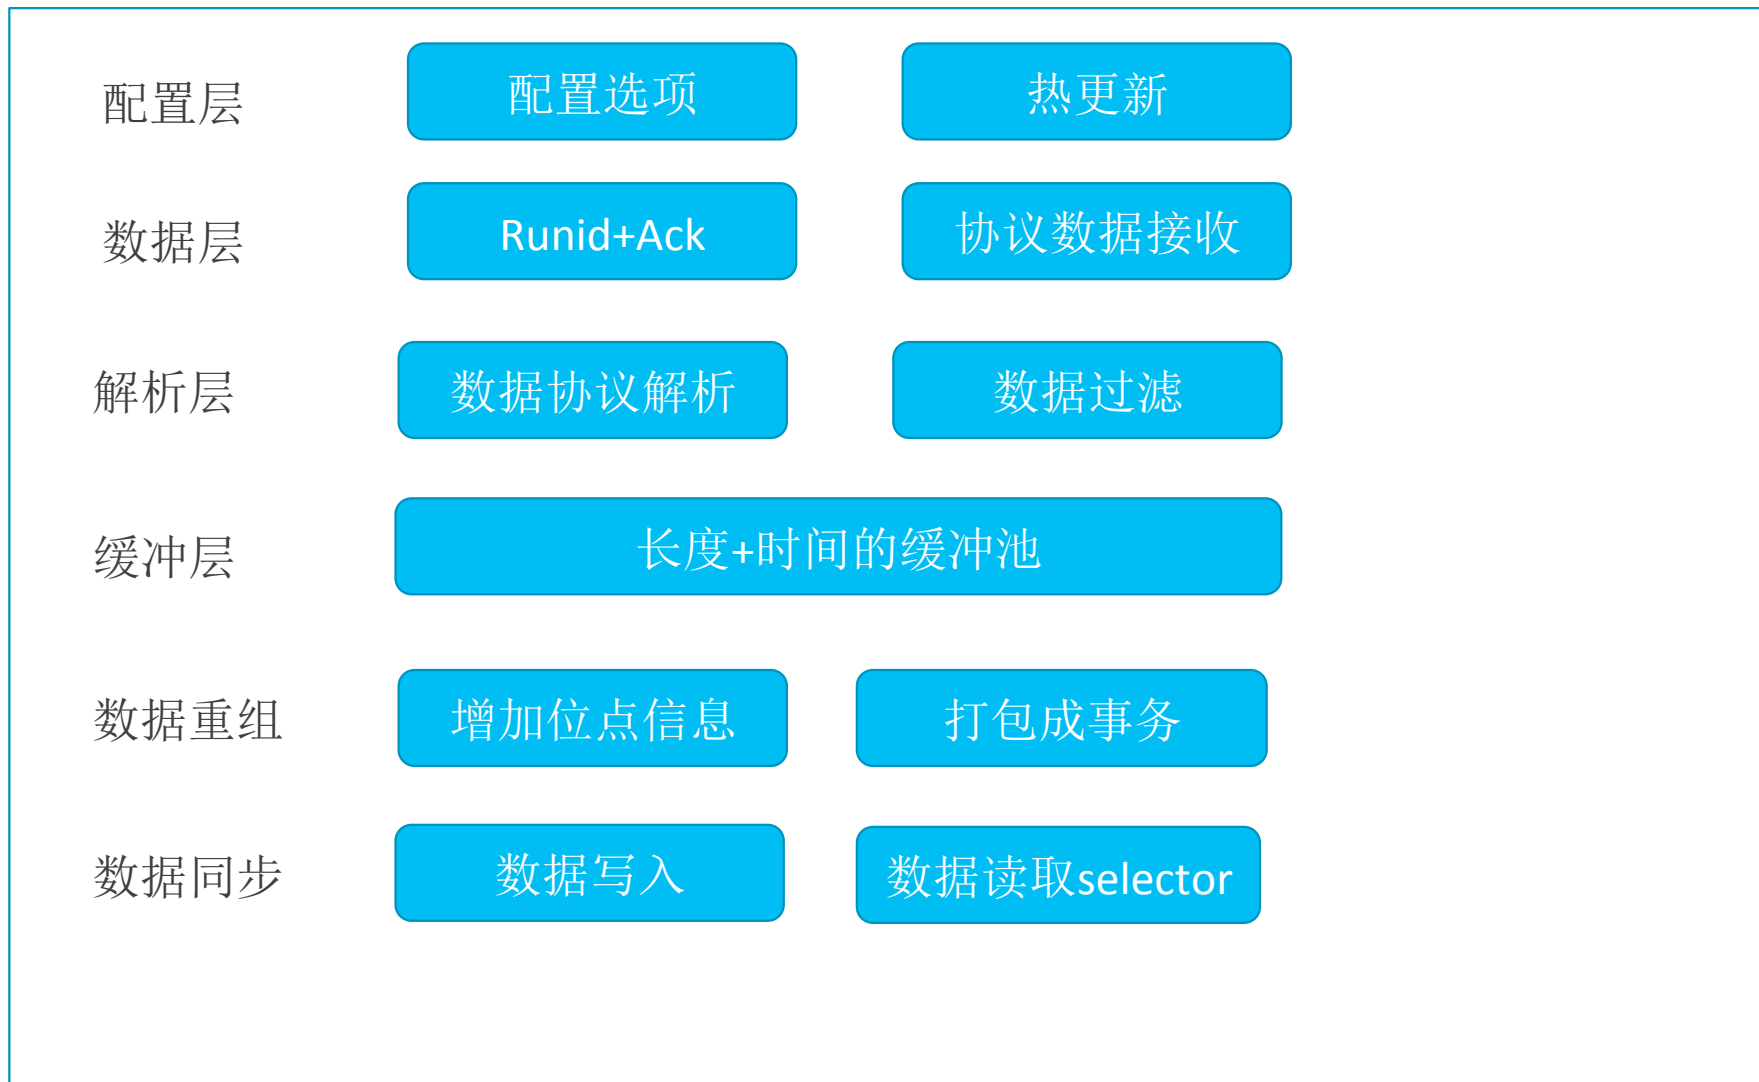 配置层
配置选项
热更新
数据层
Runid+Ack
协议数据接收
解析层
数据协议解析
数据过滤
缓冲层
长度+时间的缓冲池
数据重组
增加位点信息
打包成事务
数据同步
数据写入
数据读取selector